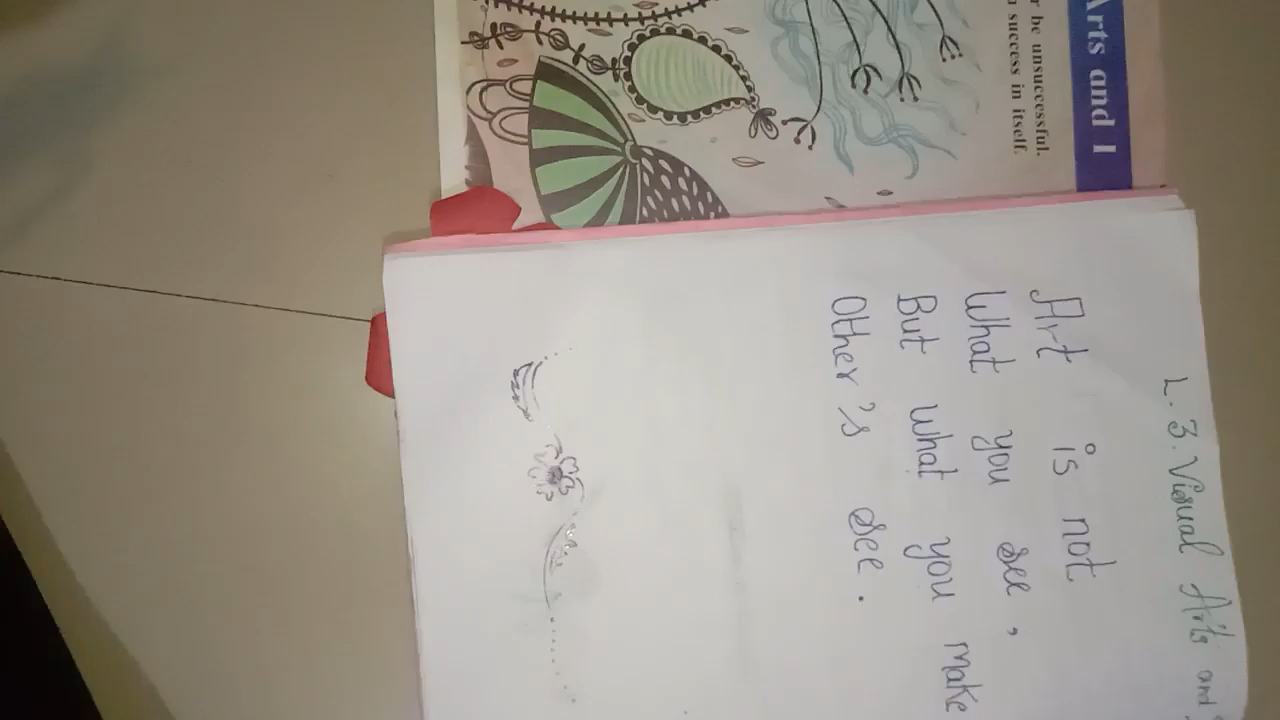 Arts and I
r be unsuccessful.
success in itself.
L. 3. Visual Arts and
Art is not
What you see,
But what you make
Other's see.